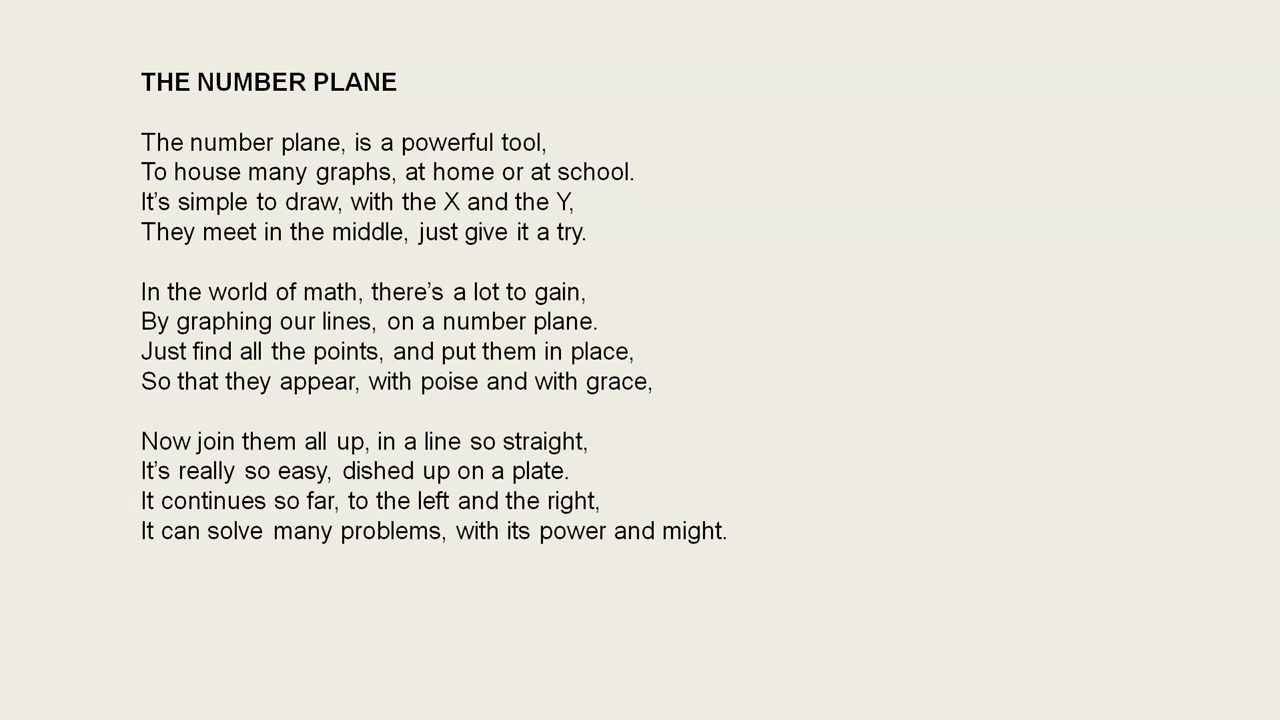 THE NUMBER PLANE
The number plane, is a powerful tool,
To house many graphs, at home or at school.
It's simple to draw, with the X and the Y,
They meet in the middle, just give it a try.
In the world of math, there's a lot to gain,
By graphing our lines, on a number plane.
Just find all the points, and put them in place,
So that they appear, with poise and with grace,
Now join them all up, in a line so straight,
It's really so easy, dished up on a plate.
It continues so far, to the left and the right,
It can solve many problems, with its power and might.